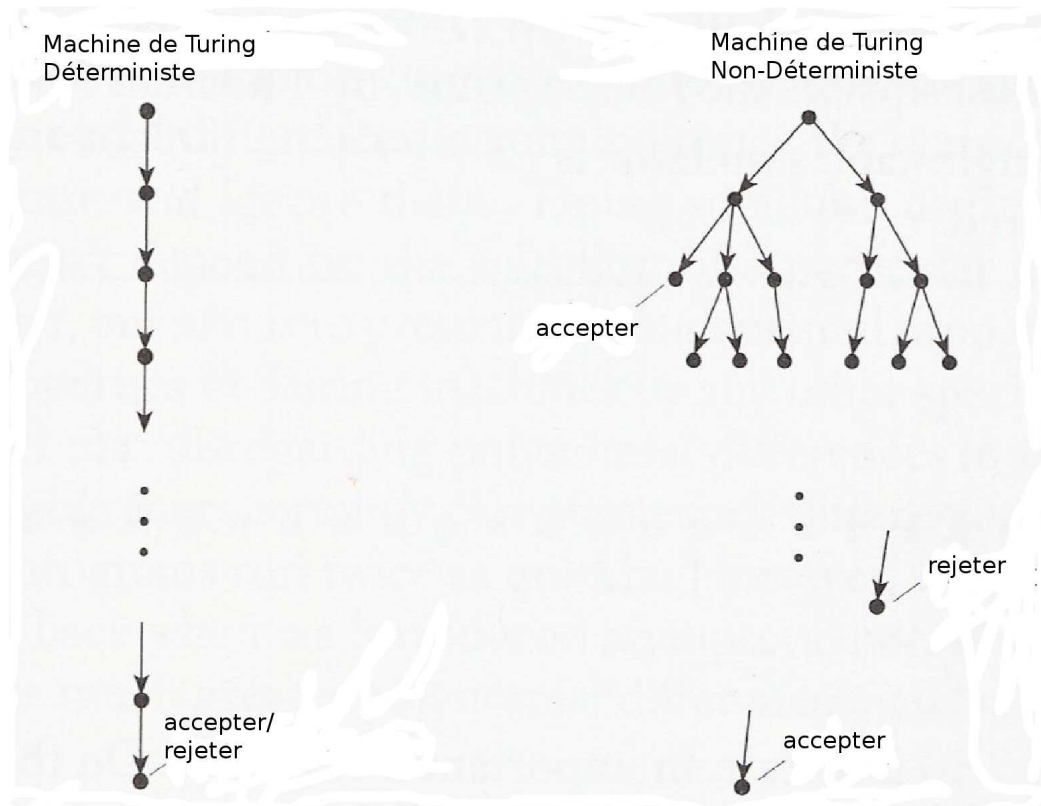 Machine de Turing
Déterministe
Machine de Turing
Non-Déterministe
accepter
rejeter
accepter/
rejeter
accepter